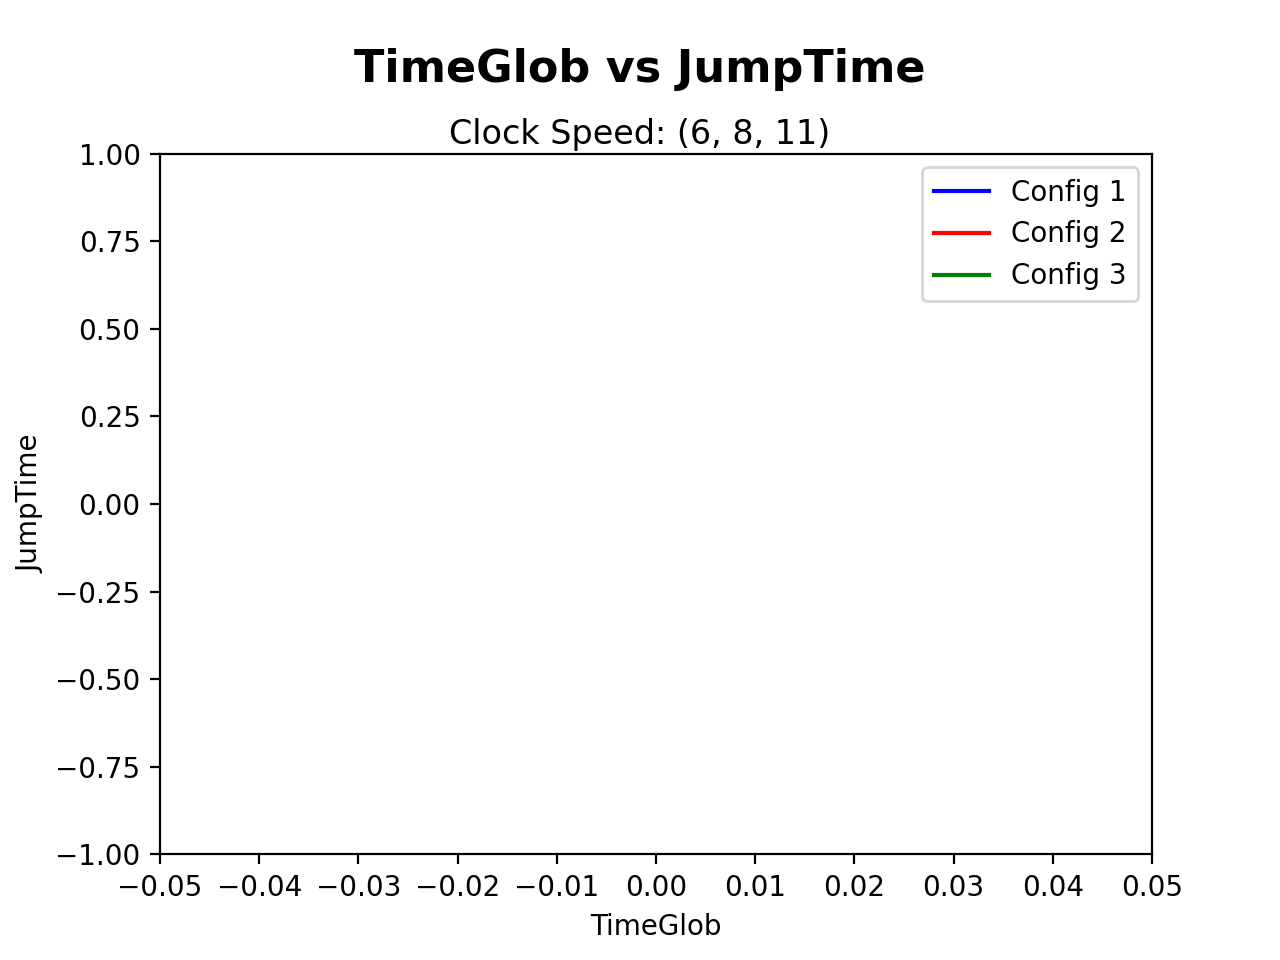 TimeGlob vs JumpTime
Clock Speed: (6, 8, 11)
1.00
0.75
0.50
0.25
0.00
−0.25
−0.50
−0.75
−1.00
JumpTime
Config 1
Config 2
Config 3
−0.05 −0.04 −0.03 −0.02 −0.01 0.00 0.01 0.02 0.03 0.04 0.05
TimeGlob